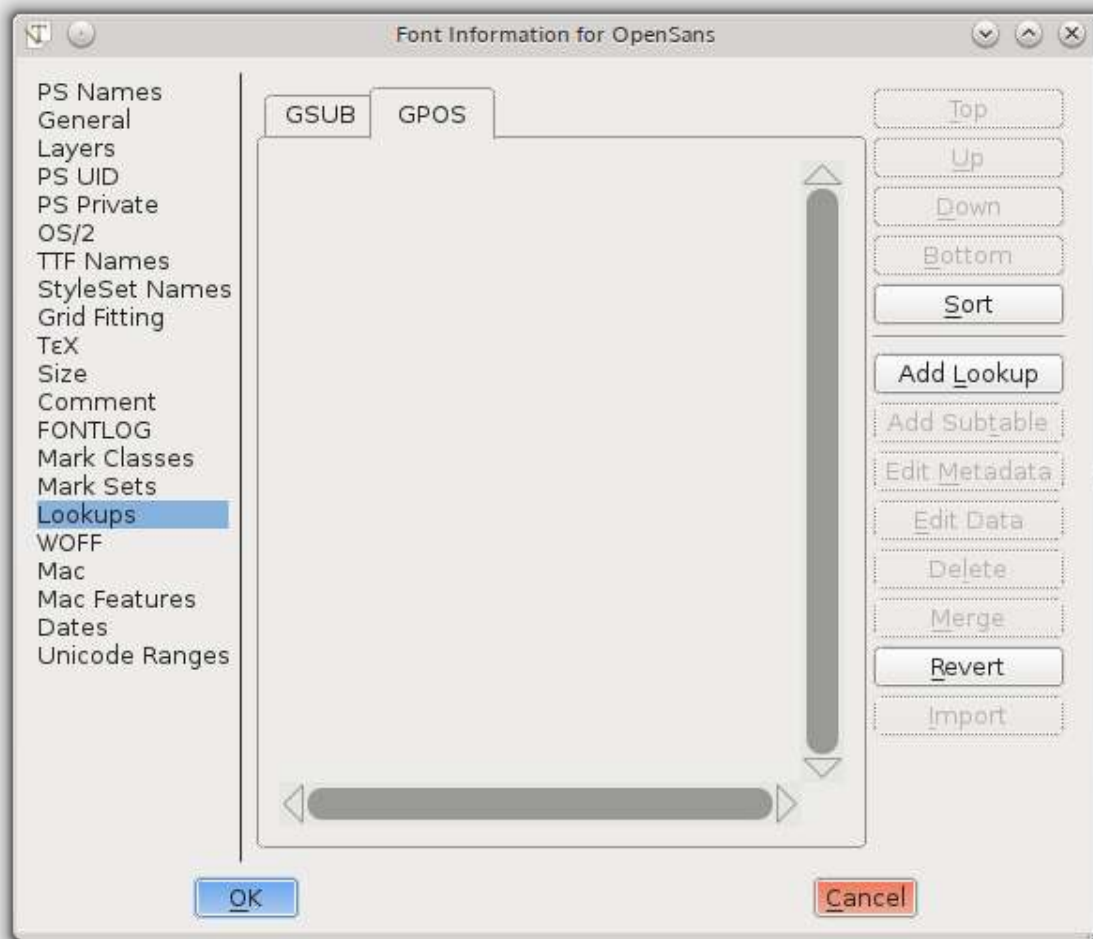 Font Information for OpenSans
PS Names
General
Layers
PS UID
PS Private
OS/2
TTF Names
StyleSet Names
Grid Fitting
TεX
Size
Comment
FONTLOG
Mark Classes
Mark Sets
Lookups
WOFF
Mac
Mac Features
Dates
Unicode Ranges
GSUB GPOS
Top
Up
Down
Bottom
Sort
Add Lookup
Add Subtable
Edit Metadata
Edit Data
Delete
Merge
Revert
Import
OK Cancel